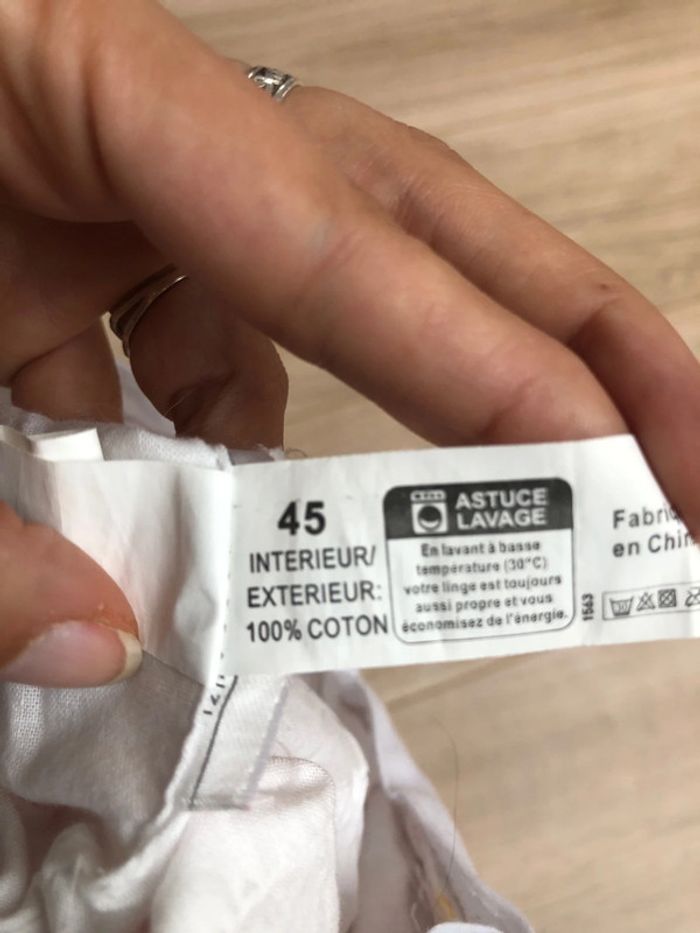 45
INTERIEUR/
EXTERIEUR:
100% COTON
ASTUCE
LAVAGE
En lavant à basse
température (30°C)
votre linge est toujours
aussi propre et vous
économisez de l'énergie.
1563
en